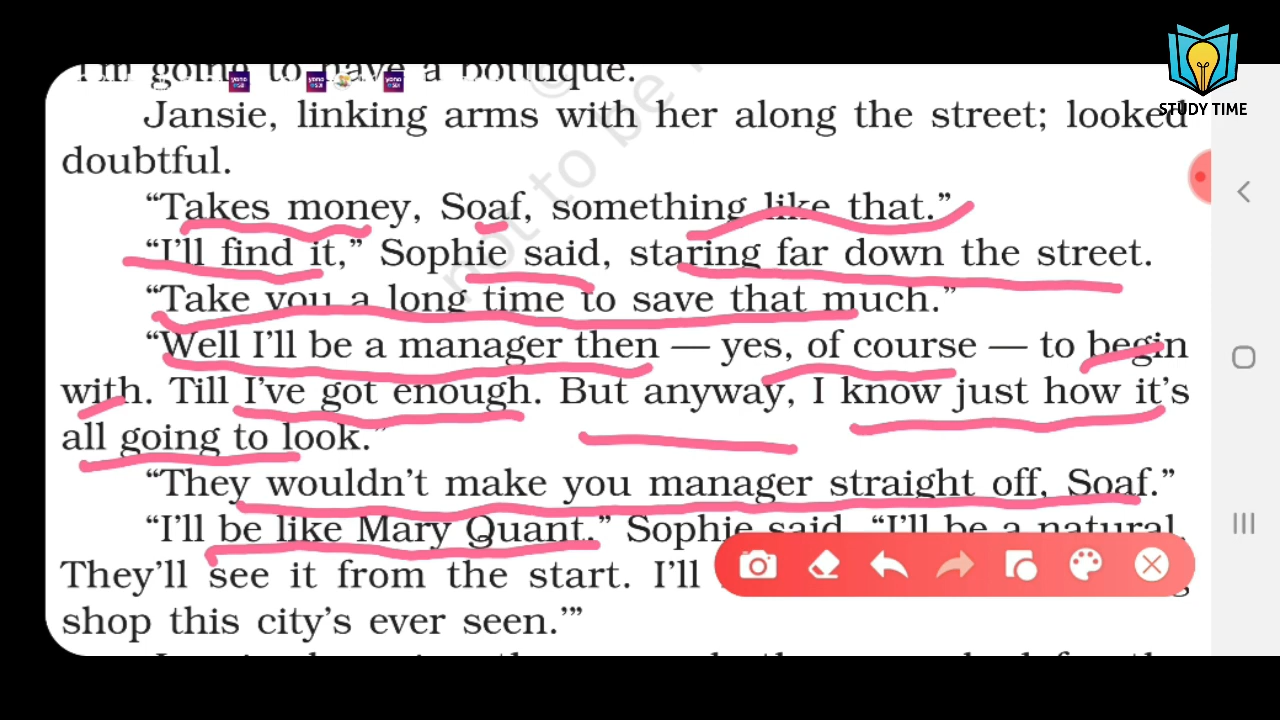 "I'm going to have a boutique."
STUDY TIME
Jansie, linking arms with her along the street; looked
doubtful.
"Takes money, Soaf, something like that."
"I'll find it," Sophie said, staring far down the street.
"Take you a long time to save that much."
"Well I'll be a manager then — yes, of course — to begin
with. Till I've got enough. But anyway, I know just how it's
all going to look."
"They wouldn't make you manager straight off, Soaf."
"I'll be like Mary Quant." Sophie said. "I'll be a natural.
They'll see it from the start. I'll
shop this city's ever seen.'"
not to be